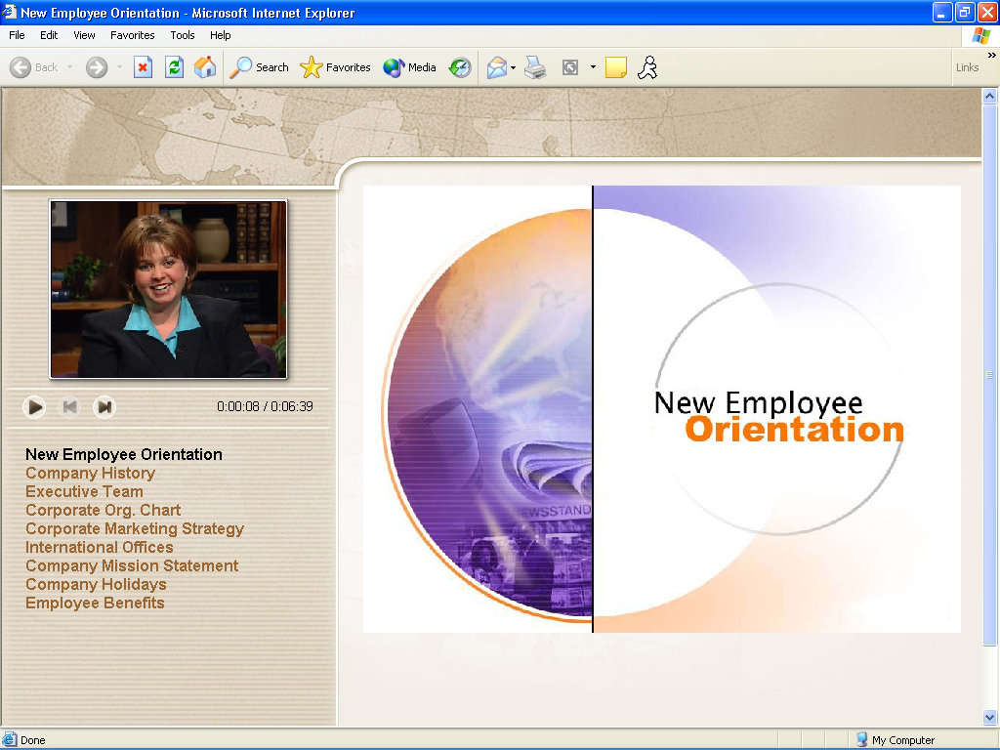 New Employee Orientation - Microsoft Internet Explorer
File Edit View Favorites Tools Help
Back Search Favorites Media Links
0:00:08 / 0:06:39
New Employee Orientation
Company History
Executive Team
Corporate Org. Chart
Corporate Marketing Strategy
International Offices
Company Mission Statement
Company Holidays
Employee Benefits
EWSSTAND
New Employee
Orientation
Done My Computer